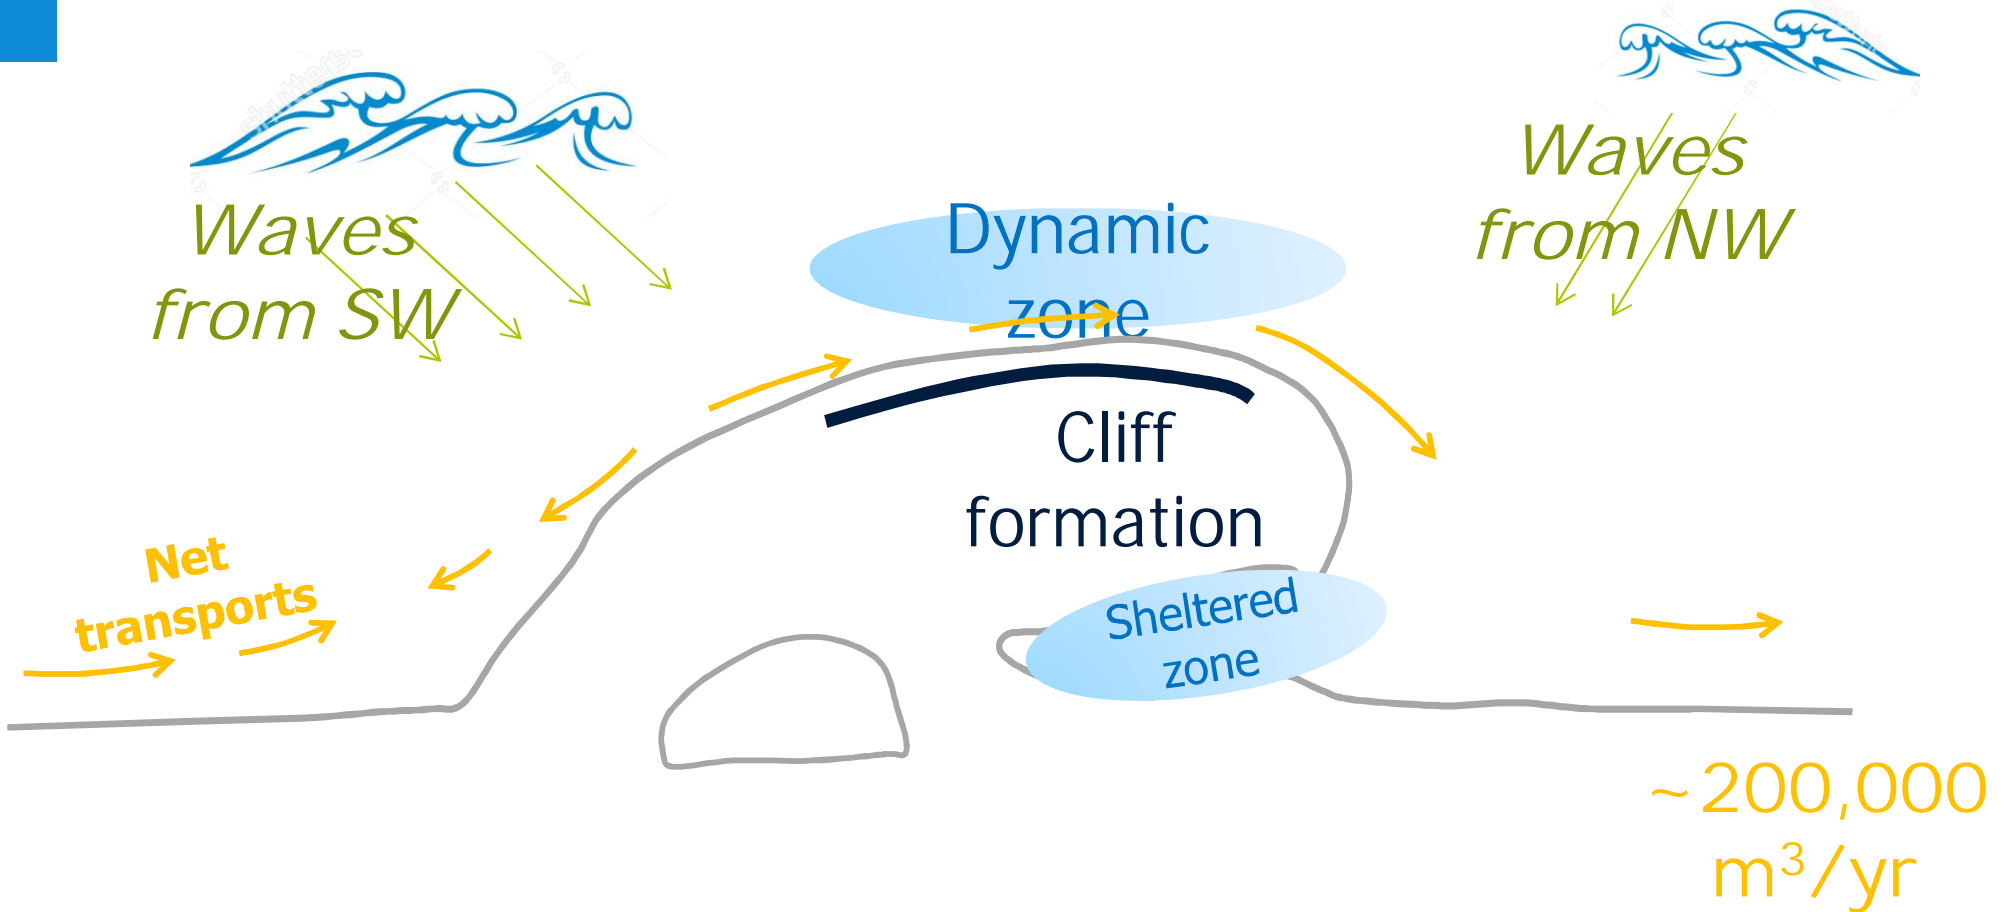 Waves
from SW
Waves
from NW
Dynamic
zone
Cliff
formation
Net
transports
Sheltered
zone
~200,000
m³/yr